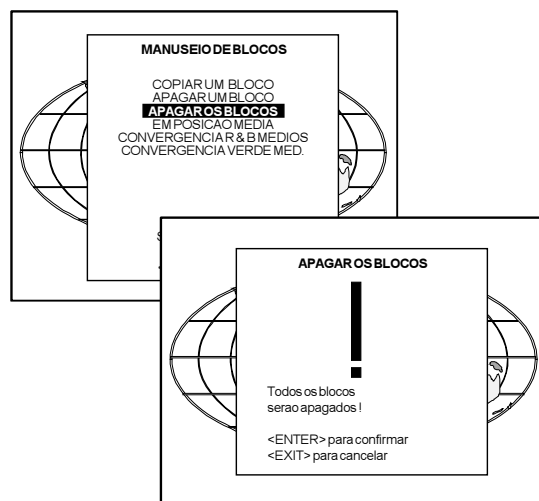 MANUSEIO DE BLOCOS
COPIAR UM BLOCO
APAGAR UM BLOCO
APAGAR OS BLOCOS
EM POSICAO MEDIA
CONVERGENCIA R & B MEDIOS
CONVERGENCIA VERDE MED.
APAGAR OS BLOCOS
!
Todos os blocos
serao apagados !
<ENTER> para confirmar
<EXIT> para cancelar